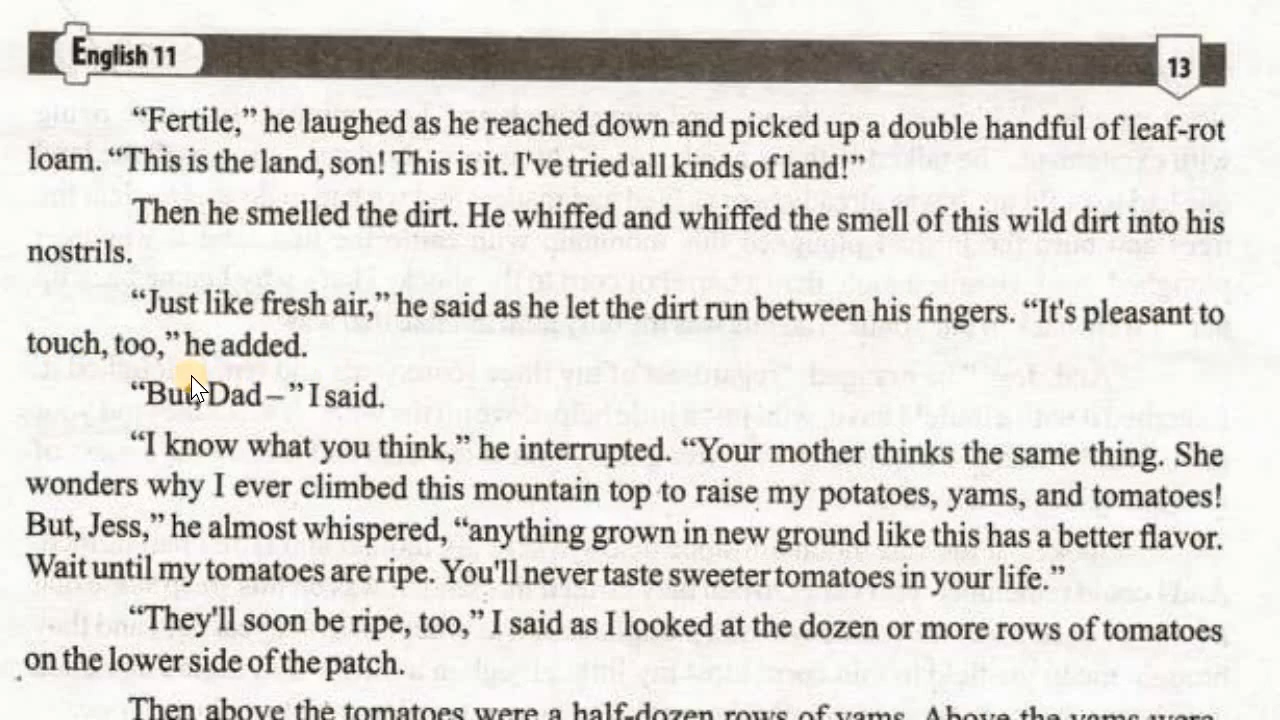 English 11
13
“Fertile,” he laughed as he reached down and picked up a double handful of leaf-rot
loam. “This is the land, son! This is it. I've tried all kinds of land!”
Then he smelled the dirt. He whiffed and whiffed the smell of this wild dirt into his
nostrils.
“Just like fresh air,” he said as he let the dirt run between his fingers. “It's pleasant to
touch, too,” he added.
“But, Dad – ” I said.
“I know what you think,” he interrupted. “Your mother thinks the same thing. She
wonders why I ever climbed this mountain top to raise my potatoes, yams, and tomatoes!
But, Jess,” he almost whispered, “anything grown in new ground like this has a better flavor.
Wait until my tomatoes are ripe. You'll never taste sweeter tomatoes in your life.”
“They'll soon be ripe, too,” I said as I looked at the dozen or more rows of tomatoes
on the lower side of the patch.
Then above the tomatoes were a half-dozen rows of yams. Above the yams were